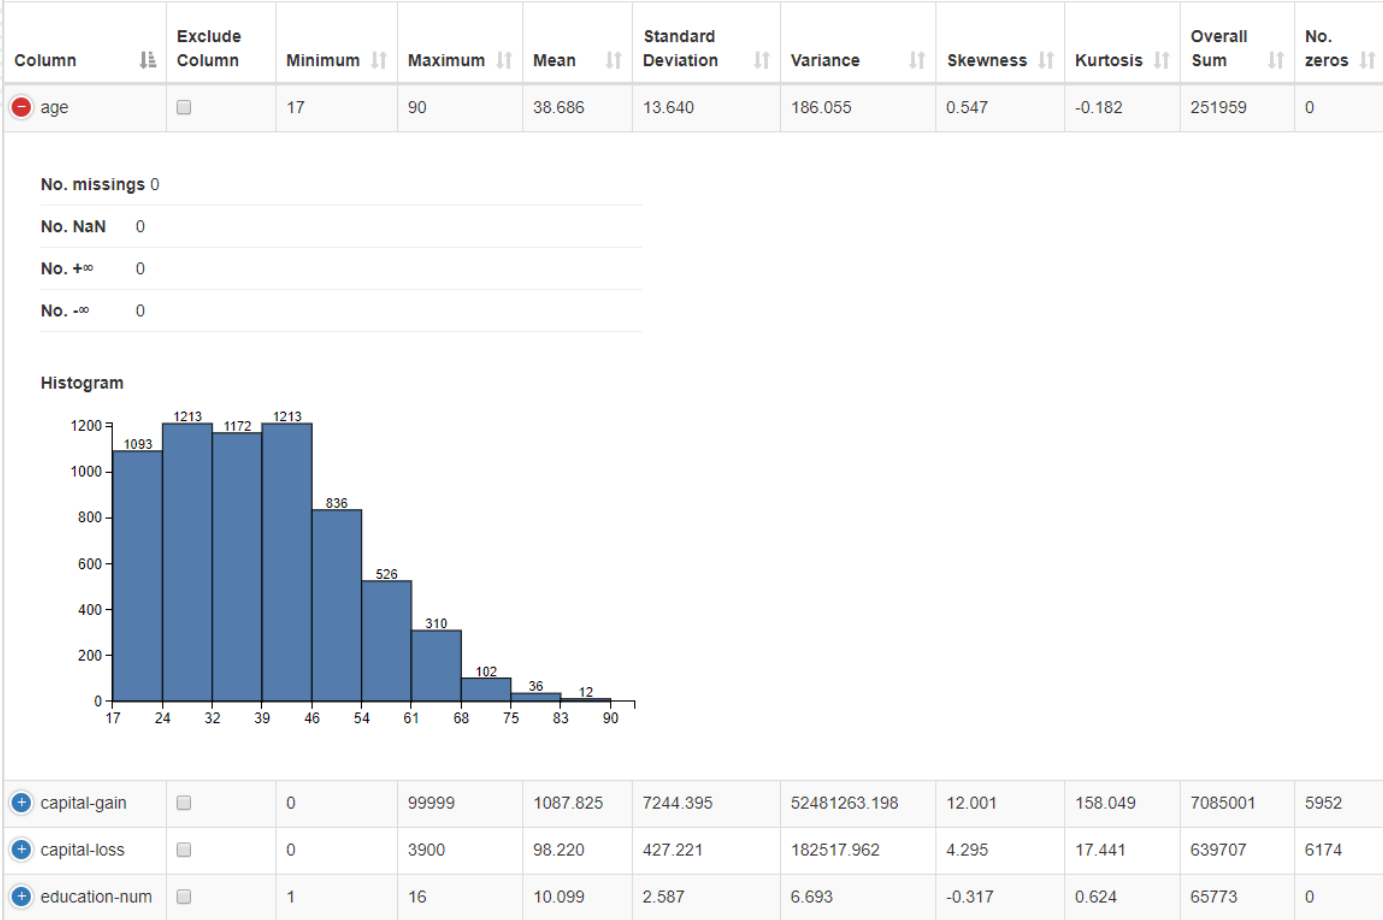 Column Exclude Column Minimum Maximum Mean Standard Deviation Variance Skewness Kurtosis Overall Sum No. zeros
age 17 90 38.686 13.640 186.055 0.547 -0.182 251959 0
No. missings 0
No. NaN 0
No. +∞ 0
No. -∞ 0
Histogram
1213 1213
1200 1172
1093
1000
836
800
600
526
400
310
200
102
36
12
0
17 24 32 39 46 54 61 68 75 83 90
capital-gain 0 99999 1087.825 7244.395 52481263.198 12.001 158.049 7085001 5952
capital-loss 0 3900 98.220 427.221 182517.962 4.295 17.441 639707 6174
education-num 1 16 10.099 2.587 6.693 -0.317 0.624 65773 0